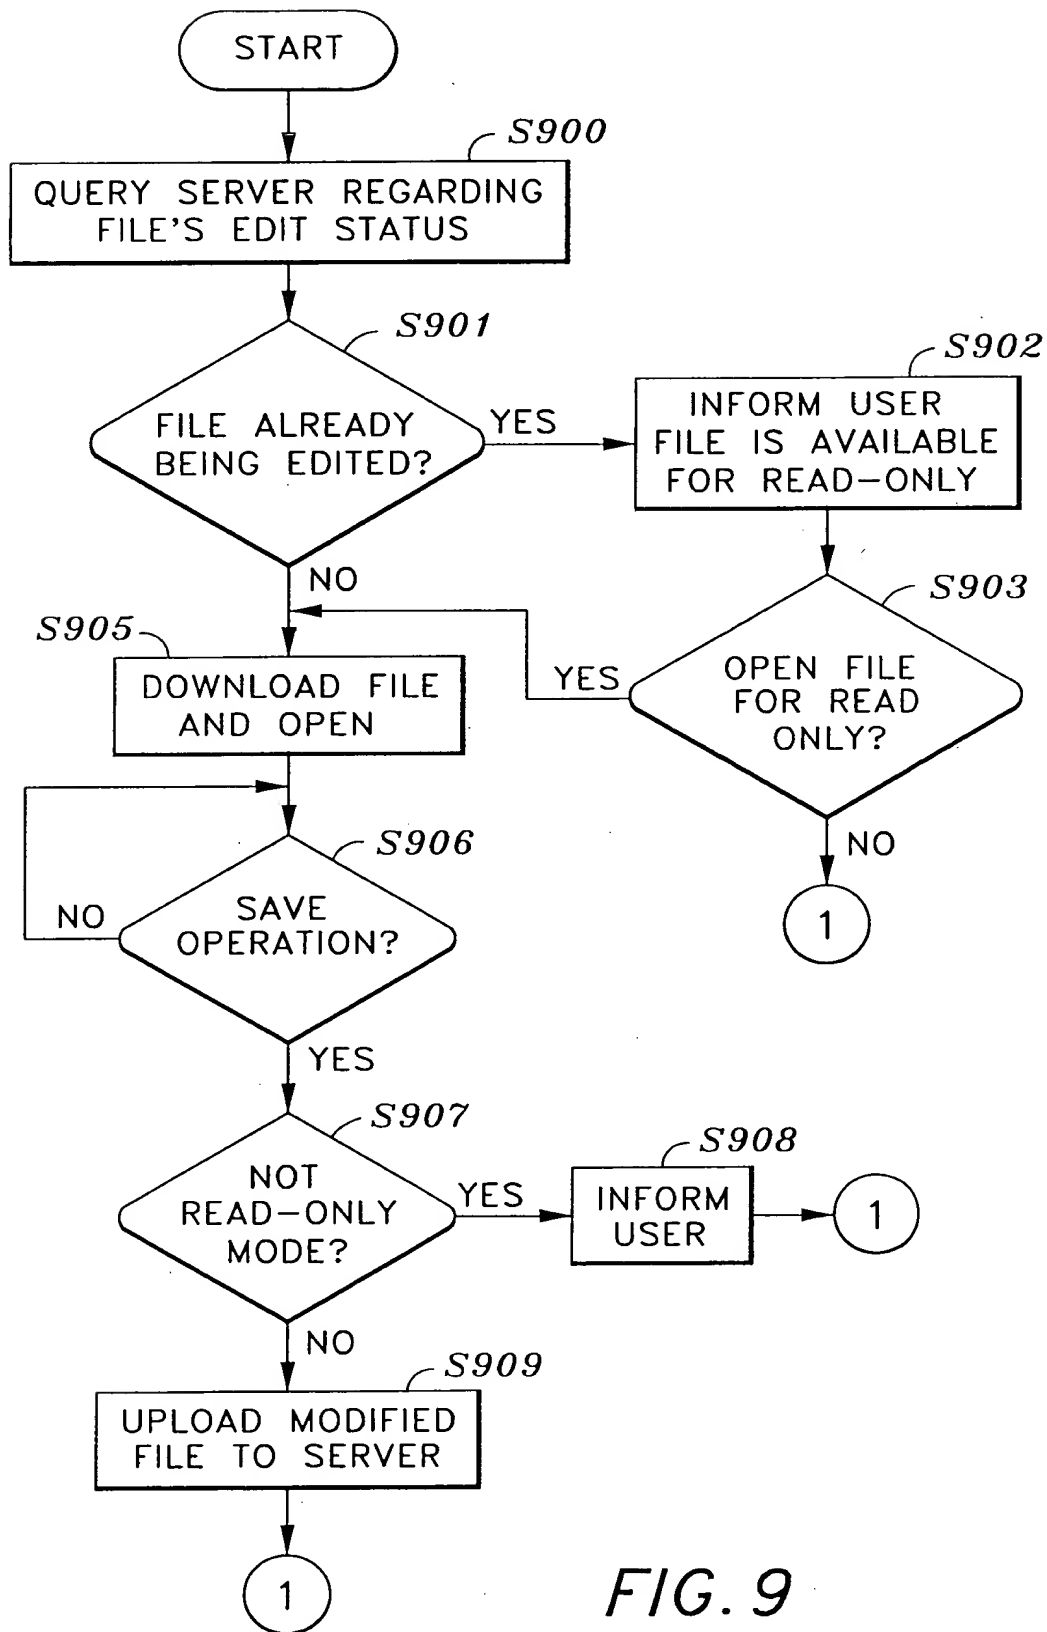 START
S900
QUERY SERVER REGARDING
FILE'S EDIT STATUS
S901
FILE ALREADY
BEING EDITED?
YES
S902
INFORM USER
FILE IS AVAILABLE
FOR READ-ONLY
NO
S903
OPEN FILE
FOR READ
ONLY?
YES
NO
1
S905
DOWNLOAD FILE
AND OPEN
S906
SAVE
OPERATION?
NO
YES
S907
NOT
READ-ONLY
MODE?
YES
S908
INFORM
USER
1
NO
S909
UPLOAD MODIFIED
FILE TO SERVER
1
FIG. 9